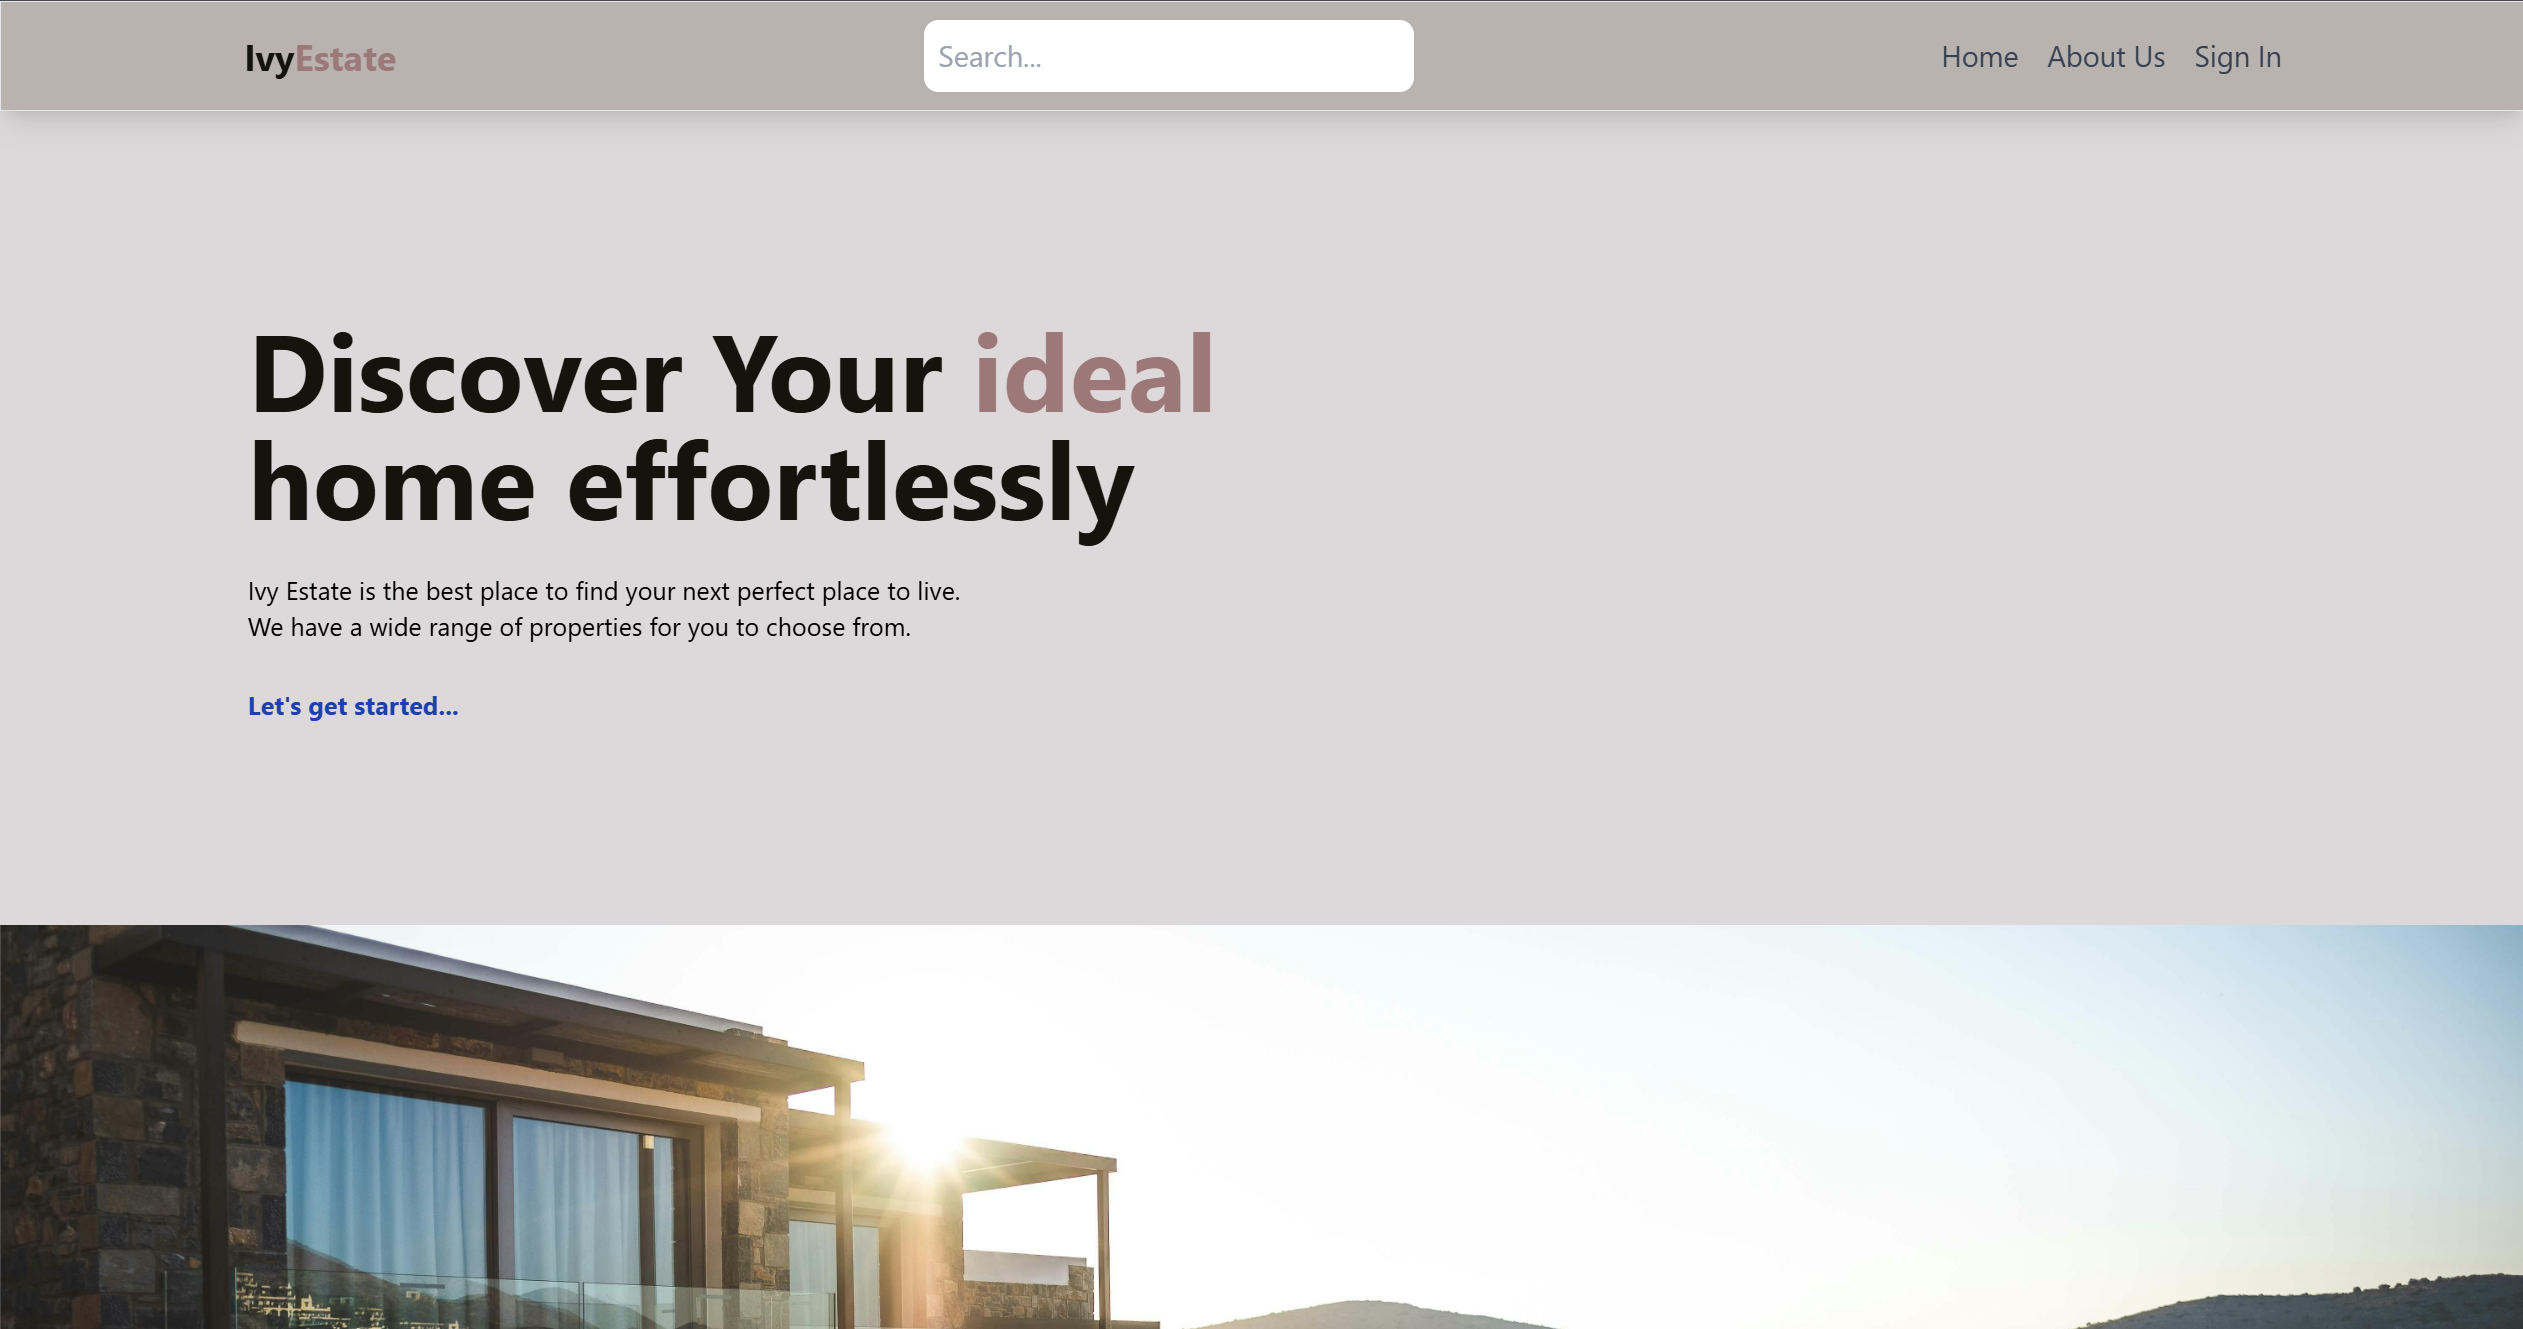 IvyEstate
Search...
Home About Us Sign In
Discover Your ideal
home effortlessly
Ivy Estate is the best place to find your next perfect place to live.
We have a wide range of properties for you to choose from.
Let's get started...